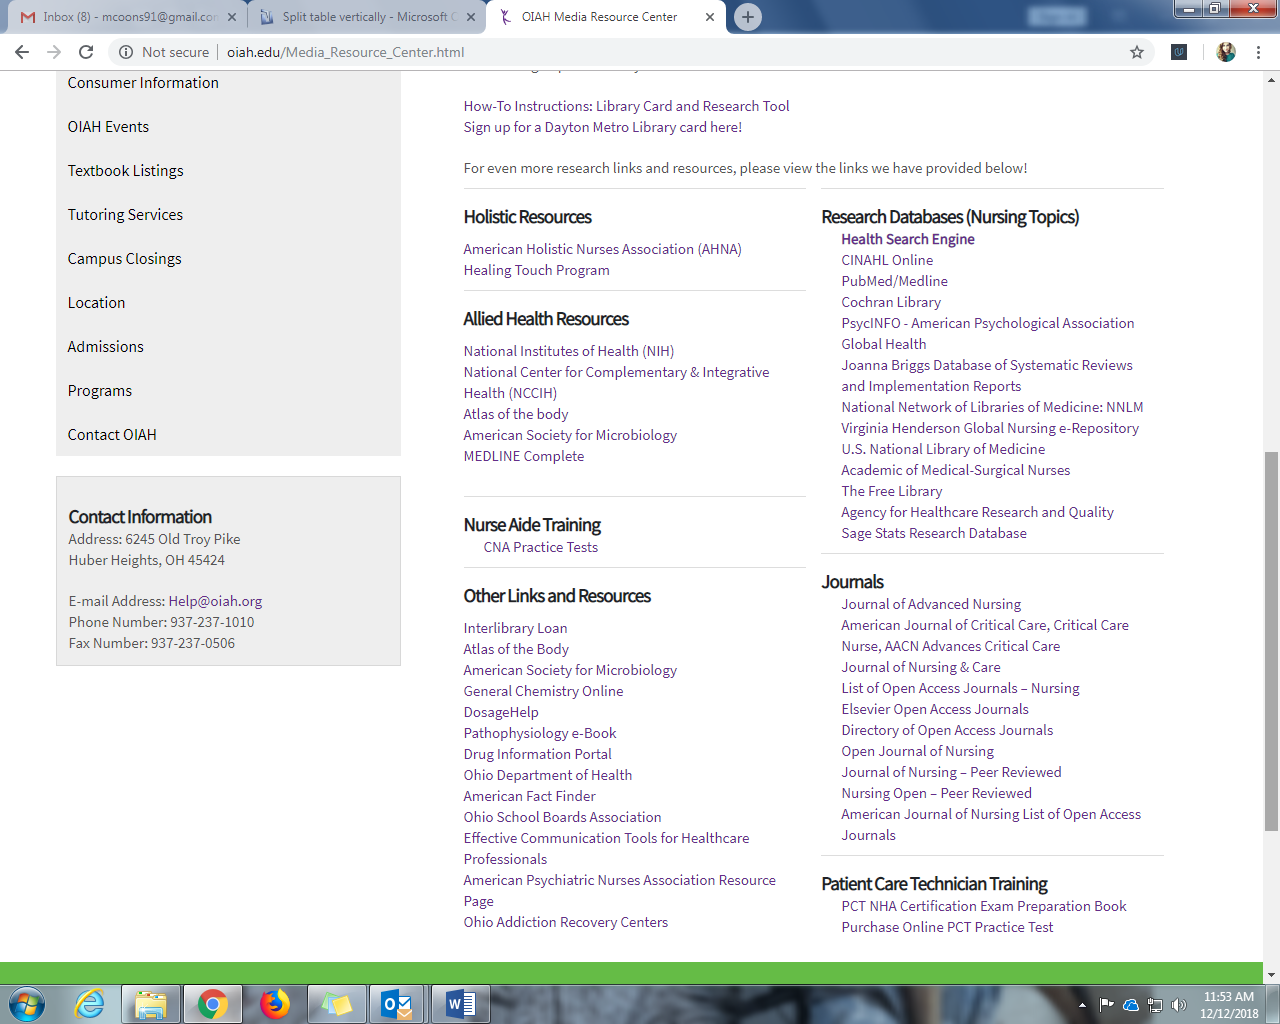 Inbox (8) - mcoons91@gmail.con
Split table vertically - Microsoft C
OIAH Media Resource Center
Not secure
oiah.edu/Media_Resource_Center.html
Consumer Information
OIAH Events
Textbook Listings
Tutoring Services
Campus Closings
Location
Admissions
Programs
Contact OIAH
Contact Information
Address: 6245 Old Troy Pike
Huber Heights, OH 45424
E-mail Address: Help@oiah.org
Phone Number: 937-237-1010
Fax Number: 937-237-0506
How-To Instructions: Library Card and Research Tool
Sign up for a Dayton Metro Library card here!
For even more research links and resources, please view the links we have provided below!
Holistic Resources
American Holistic Nurses Association (AHNA)
Healing Touch Program
Allied Health Resources
National Institutes of Health (NIH)
National Center for Complementary & Integrative
Health (NCCIH)
Atlas of the body
American Society for Microbiology
MEDLINE Complete
Nurse Aide Training
CNA Practice Tests
Other Links and Resources
Interlibrary Loan
Atlas of the Body
American Society for Microbiology
General Chemistry Online
DosageHelp
Pathophysiology e-Book
Drug Information Portal
Ohio Department of Health
American Fact Finder
Ohio School Boards Association
Effective Communication Tools for Healthcare
Professionals
American Psychiatric Nurses Association Resource
Page
Ohio Addiction Recovery Centers
Research Databases (Nursing Topics)
Health Search Engine
CINAHL Online
PubMed/Medline
Cochran Library
PsycINFO - American Psychological Association
Global Health
Joanna Briggs Database of Systematic Reviews
and Implementation Reports
National Network of Libraries of Medicine: NNLM
Virginia Henderson Global Nursing e-Repository
U.S. National Library of Medicine
Academic of Medical-Surgical Nurses
The Free Library
Agency for Healthcare Research and Quality
Sage Stats Research Database
Journals
Journal of Advanced Nursing
American Journal of Critical Care, Critical Care
Nurse, AACN Advances Critical Care
Journal of Nursing & Care
List of Open Access Journals – Nursing
Elsevier Open Access Journals
Directory of Open Access Journals
Open Journal of Nursing
Journal of Nursing – Peer Reviewed
Nursing Open – Peer Reviewed
American Journal of Nursing List of Open Access
Journals
Patient Care Technician Training
PCT NHA Certification Exam Preparation Book
Purchase Online PCT Practice Test
11:53 AM
12/12/2018